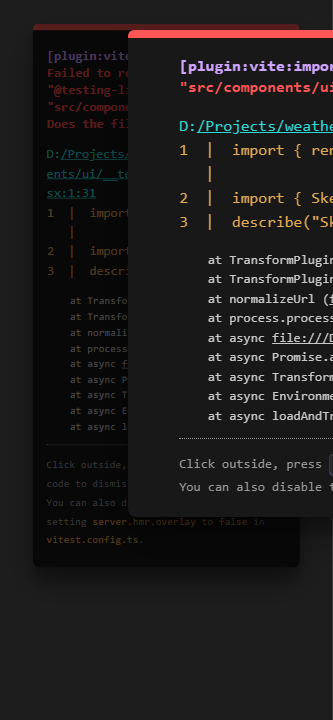 [plugin:vite:
Failed to re
"@testing-li
"src/compone
Does the fil
D:/Projects/
ents/ui/__te
sx:1:31
1 | import
|
2 | import
3 | descri
at Transfo
at Transfo
at normali
at process
at async f
at async P
at async T
at async E
at async l
Click outside,
code to dismis
You can also d
setting server.hmr.overlay to false in
vitest.config.ts.
[plugin:vite:impor
"src/components/ui
D:/Projects/weathe
1 | import { ren
|
2 | import { Ske
3 | describe("Sk
at TransformPlugin
at TransformPlugin
at normalizeUrl (f
at process.process
at async file:///D
at async Promise.a
at async Transform
at async Environme
at async loadAndTr
Click outside, press
You can also disable t